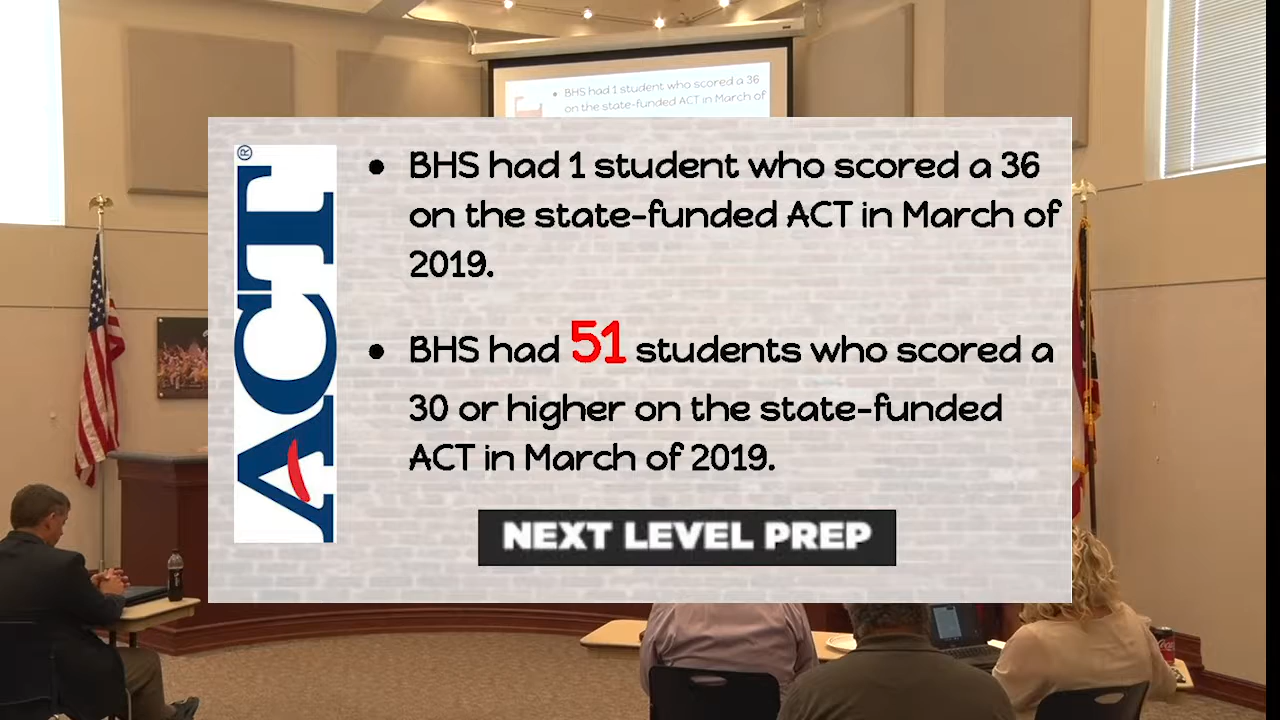 • BHS had 1 student who scored a 36
on the state-funded ACT in March of
ACT®
• BHS had 1 student who scored a 36
on the state-funded ACT in March of
2019.
• BHS had 51 students who scored a
30 or higher on the state-funded
ACT in March of 2019.
NEXT LEVEL PREP